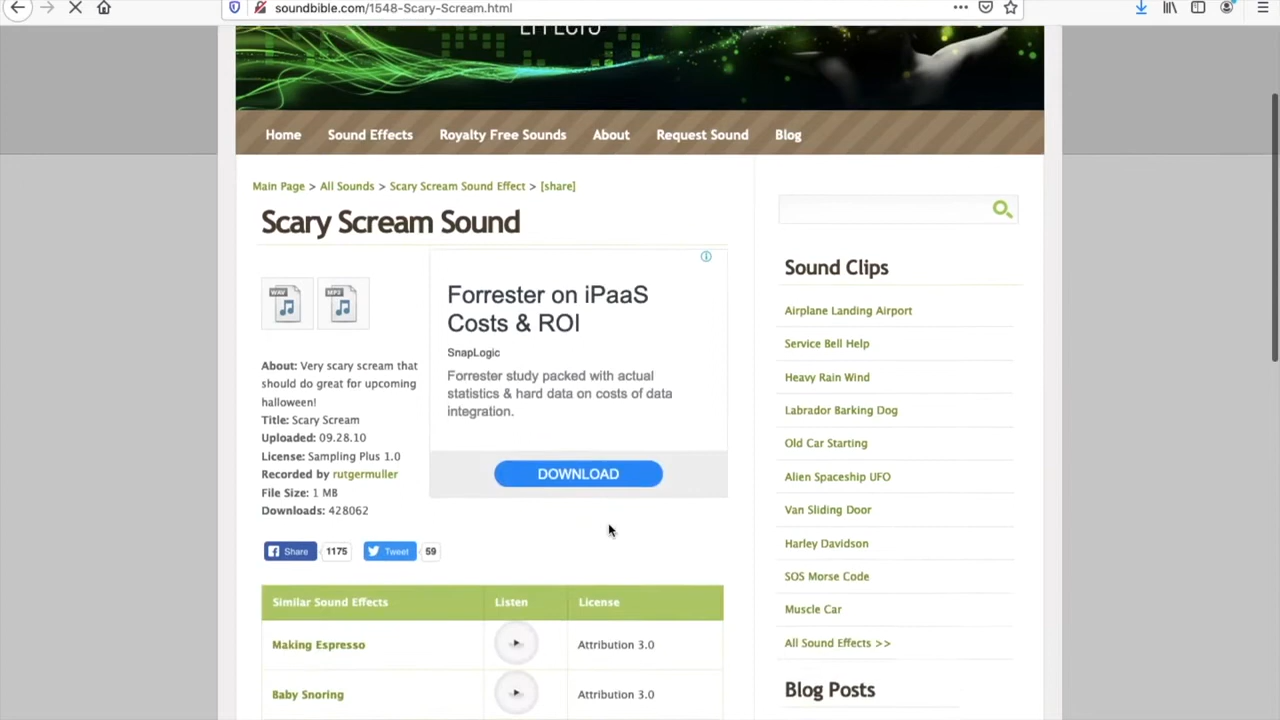 soundbible.com/1548-Scary-Scream.html
EFFECTS
Home
Sound Effects
Royalty Free Sounds
About
Request Sound
Blog
Main Page > All Sounds > Scary Scream Sound Effect > [share]
Scary Scream Sound
WAV
MP3
Forrester on iPaaS
Costs & ROI
SnapLogic
Forrester study packed with actual
statistics & hard data on costs of data
integration.
DOWNLOAD
About: Very scary scream that
should do great for upcoming
halloween!
Title: Scary Scream
Uploaded: 09.28.10
License: Sampling Plus 1.0
Recorded by rutgermuller
File Size: 1 MB
Downloads: 428062
Share
1175
Tweet
59
Similar Sound Effects
Listen
License
Making Espresso
Attribution 3.0
Baby Snoring
Attribution 3.0
Sound Clips
Airplane Landing Airport
Service Bell Help
Heavy Rain Wind
Labrador Barking Dog
Old Car Starting
Alien Spaceship UFO
Van Sliding Door
Harley Davidson
SOS Morse Code
Muscle Car
All Sound Effects >>
Blog Posts